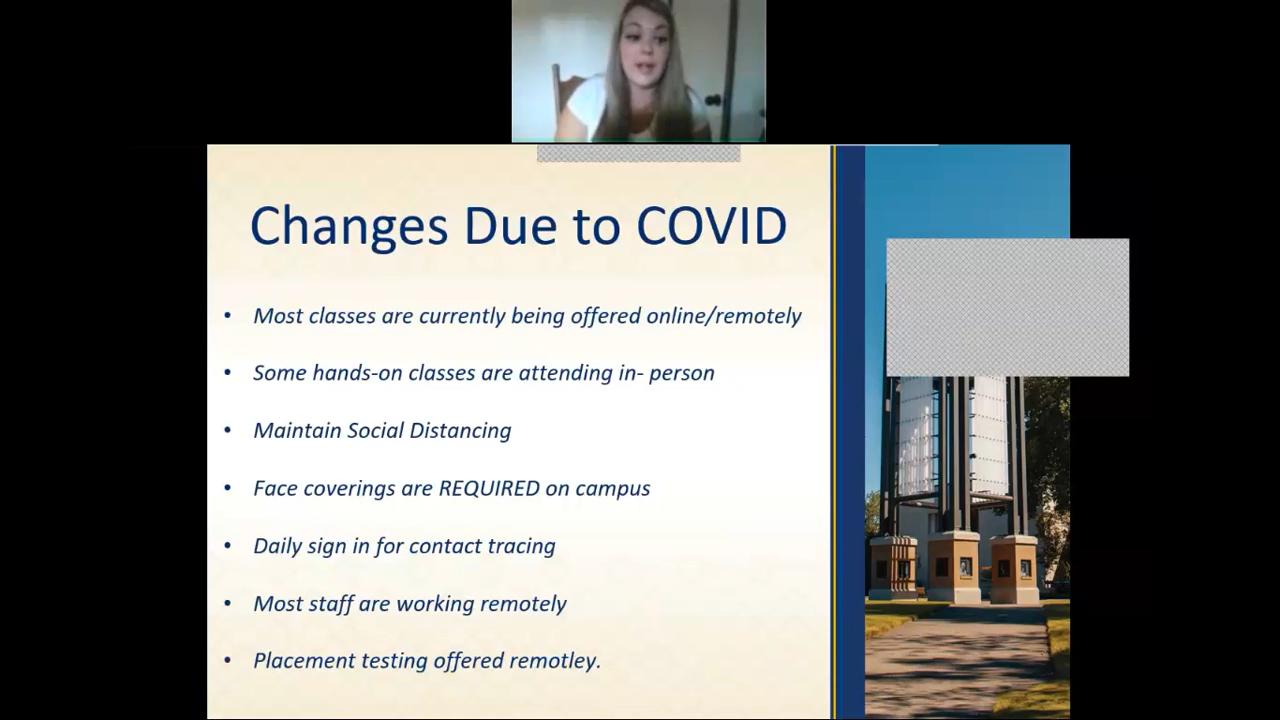 Changes Due to COVID
• Most classes are currently being offered online/remotely
• Some hands-on classes are attending in- person
• Maintain Social Distancing
• Face coverings are REQUIRED on campus
• Daily sign in for contact tracing
• Most staff are working remotely
• Placement testing offered remotley.